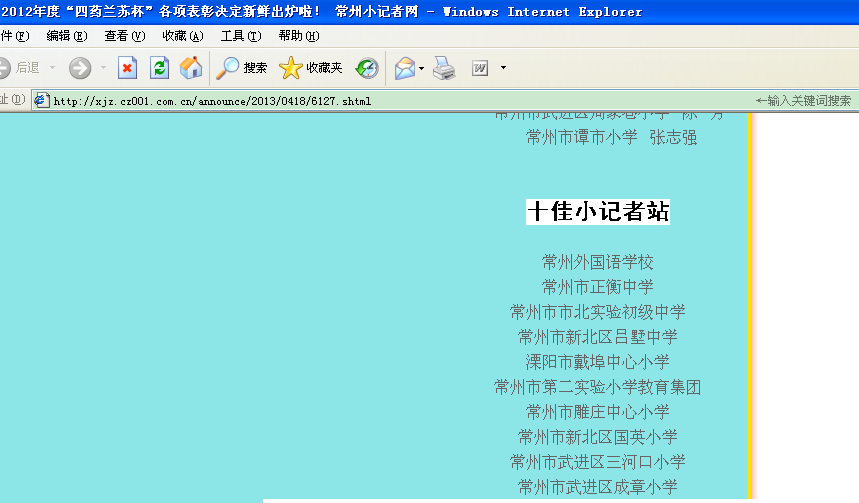 2012年度“四药兰苏杯”各项表彰决定新鲜出炉啦! 常州小记者网 - Windows Internet Explorer
件(F) 编辑(E) 查看(V) 收藏(A) 工具(T) 帮助(H)
后退 搜索 收藏夹 W
址(D) http://xjz.cz001.com.cn/announce/2013/0418/6127.shtml ←输入关键词搜索
常州市谭市小学 张志强
十佳小记者站
常州外国语学校
常州市正衡中学
常州市市北实验初级中学
常州市新北区吕墅中学
溧阳市戴埠中心小学
常州市第二实验小学教育集团
常州市雕庄中心小学
常州市新北区国英小学
常州市武进区三河口小学
常州市武进区成章小学